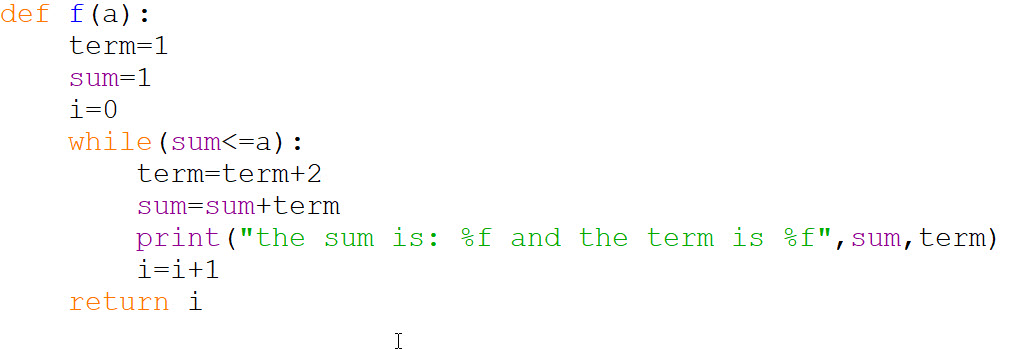 def f(a):
    term=1
    sum=1
    i=0
    while(sum<=a):
        term=term+2
        sum=sum+term
        print("the sum is: %f and the term is %f",sum,term)
        i=i+1
    return i